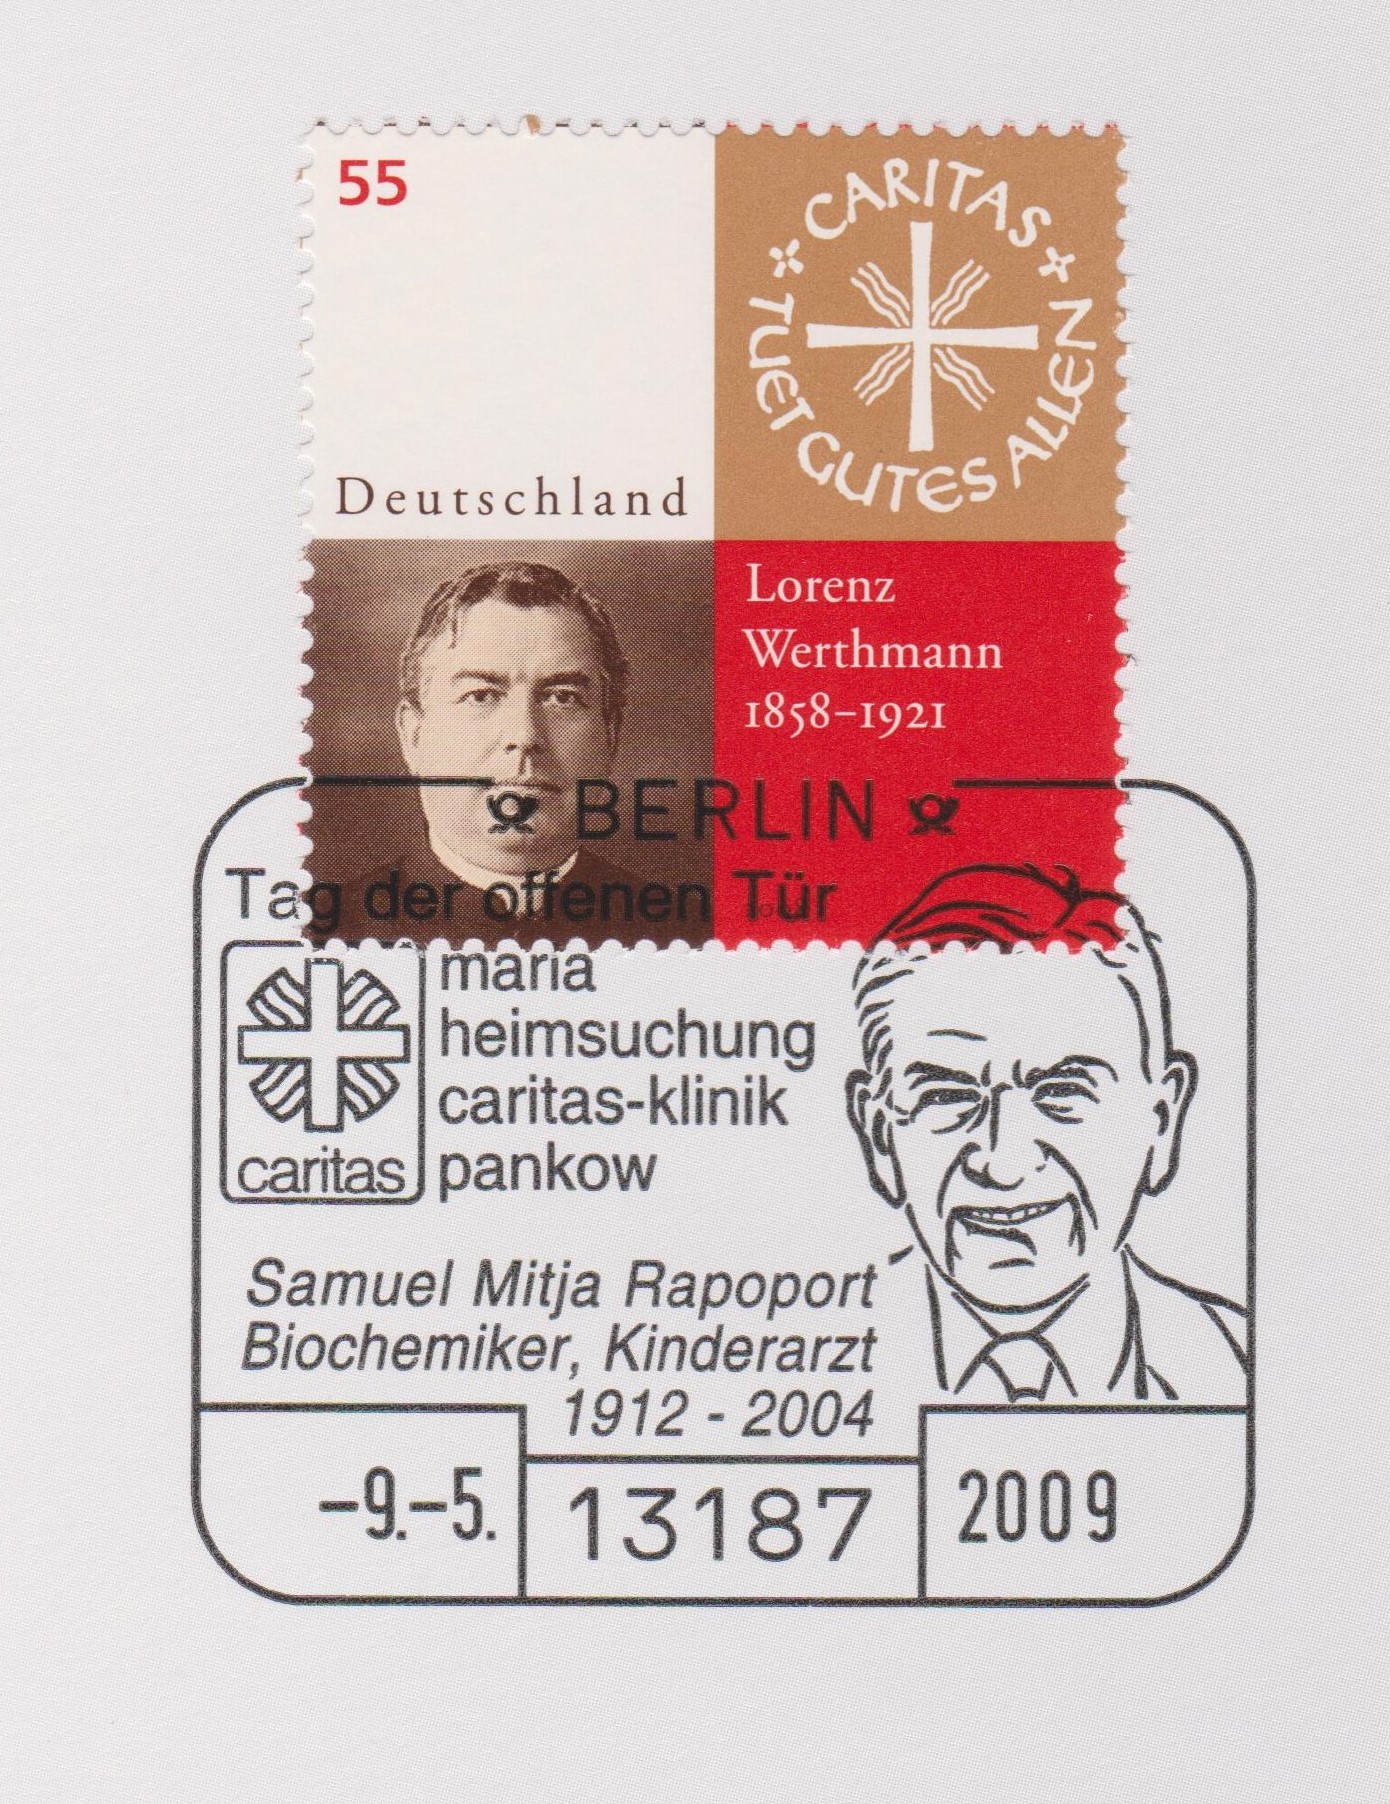 55
CARITAS
TUET GUTES ALLEN
Deutschland
Lorenz
Werthmann
1858–1921
BERLIN
Tag der offenen Tür
maria
heimsuchung
caritas-klinik
pankow
caritas
Samuel Mitja Rapoport
Biochemiker, Kinderarzt
1912 - 2004
–9.–5.
13187
2009